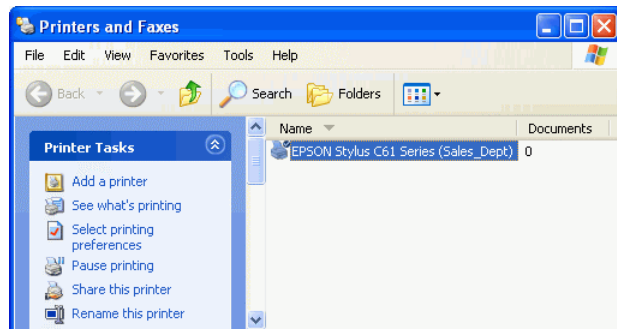 Printers and Faxes
File Edit View Favorites Tools Help
Back Search Folders
Printer Tasks
Add a printer
See what's printing
Select printing
preferences
Pause printing
Share this printer
Rename this printer
Name Documents
EPSON Stylus C61 Series (Sales_Dept) 0